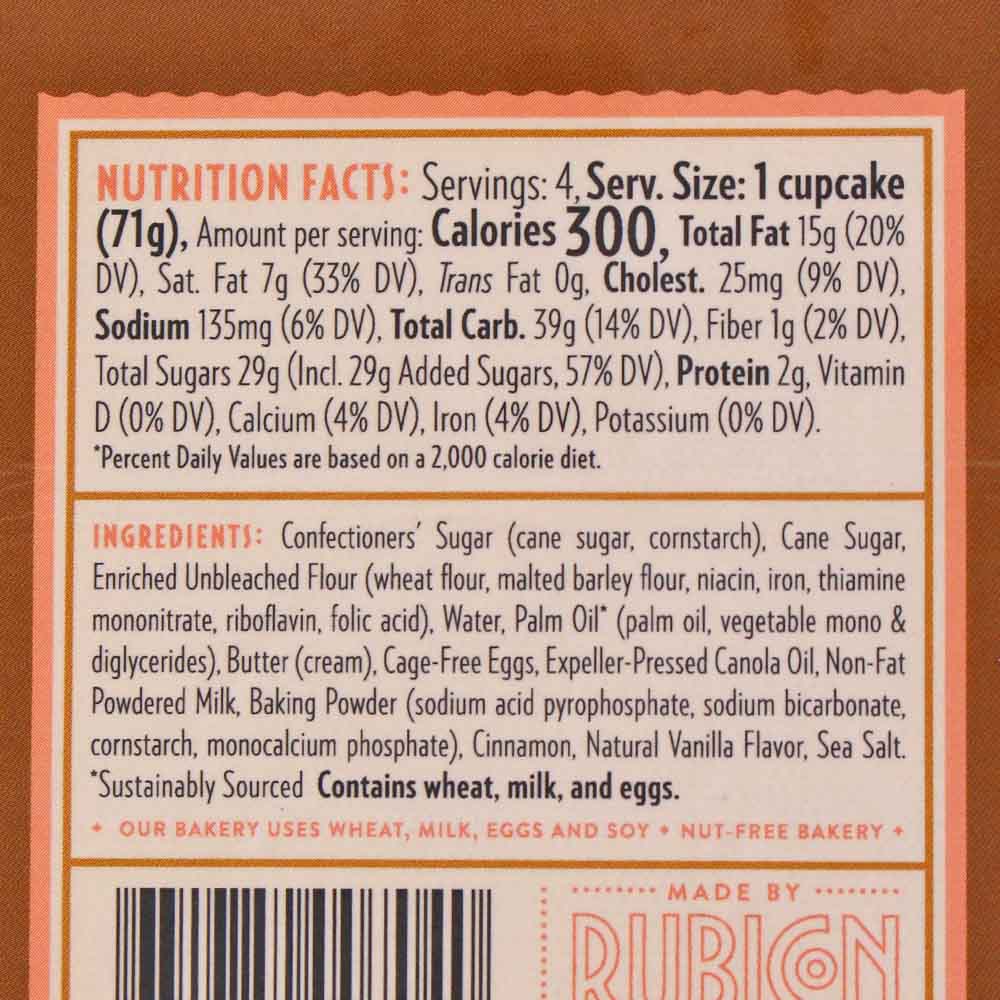 NUTRITION FACTS: Servings: 4, Serv. Size: 1 cupcake
(71g), Amount per serving: Calories 300, Total Fat 15g (20%
DV), Sat. Fat 7g (33% DV), Trans Fat 0g, Cholest. 25mg (9% DV),
Sodium 135mg (6% DV), Total Carb. 39g (14% DV), Fiber 1g (2% DV),
Total Sugars 29g (Incl. 29g Added Sugars, 57% DV), Protein 2g, Vitamin
D (0% DV), Calcium (4% DV), Iron (4% DV), Potassium (0% DV).
*Percent Daily Values are based on a 2,000 calorie diet.
INGREDIENTS: Confectioners' Sugar (cane sugar, cornstarch), Cane Sugar,
Enriched Unbleached Flour (wheat flour, malted barley flour, niacin, iron, thiamine
mononitrate, riboflavin, folic acid), Water, Palm Oil* (palm oil, vegetable mono &
diglycerides), Butter (cream), Cage-Free Eggs, Expeller-Pressed Canola Oil, Non-Fat
Powdered Milk, Baking Powder (sodium acid pyrophosphate, sodium bicarbonate,
cornstarch, monocalcium phosphate), Cinnamon, Natural Vanilla Flavor, Sea Salt.
*Sustainably Sourced Contains wheat, milk, and eggs.
OUR BAKERY USES WHEAT, MILK, EGGS AND SOY • NUT-FREE BAKERY
MADE BY
RUBICON